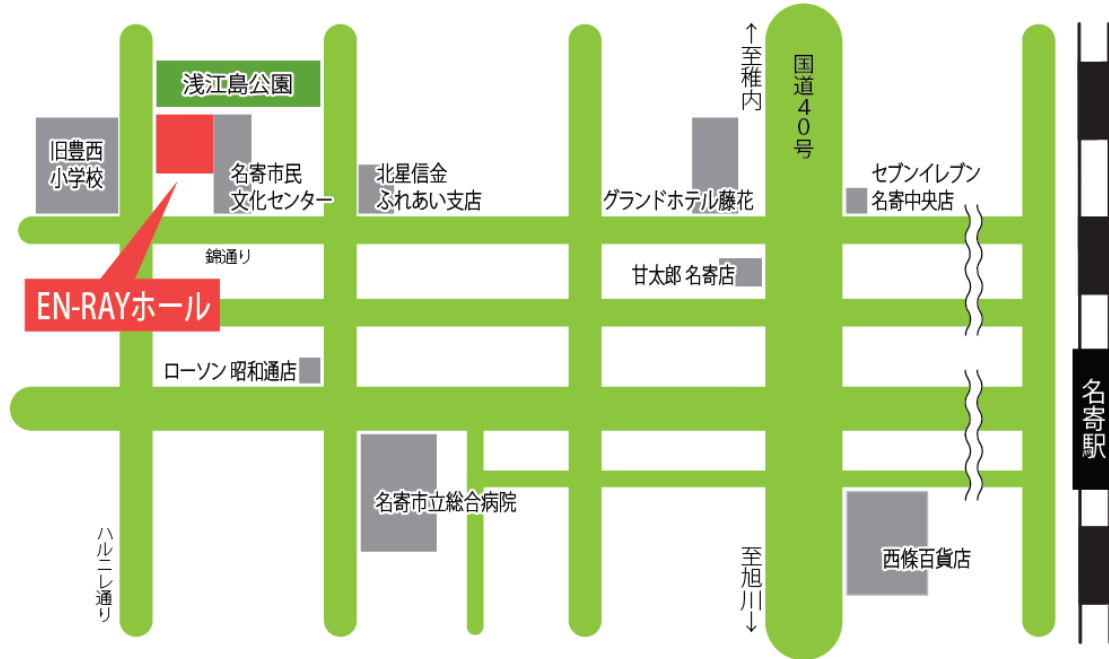 浅江島公園
旧豊西
小学校
名寄市民
文化センター
北星信金
ふれあい支店
グランドホテル藤花
←至稚内
国道40号
セブンイレブン
名寄中央店
錦通り
EN-RAYホール
甘太郎 名寄店
ローソン 昭和通店
名寄駅
名寄市立総合病院
ハルニレ通り
至旭川→
西條百貨店